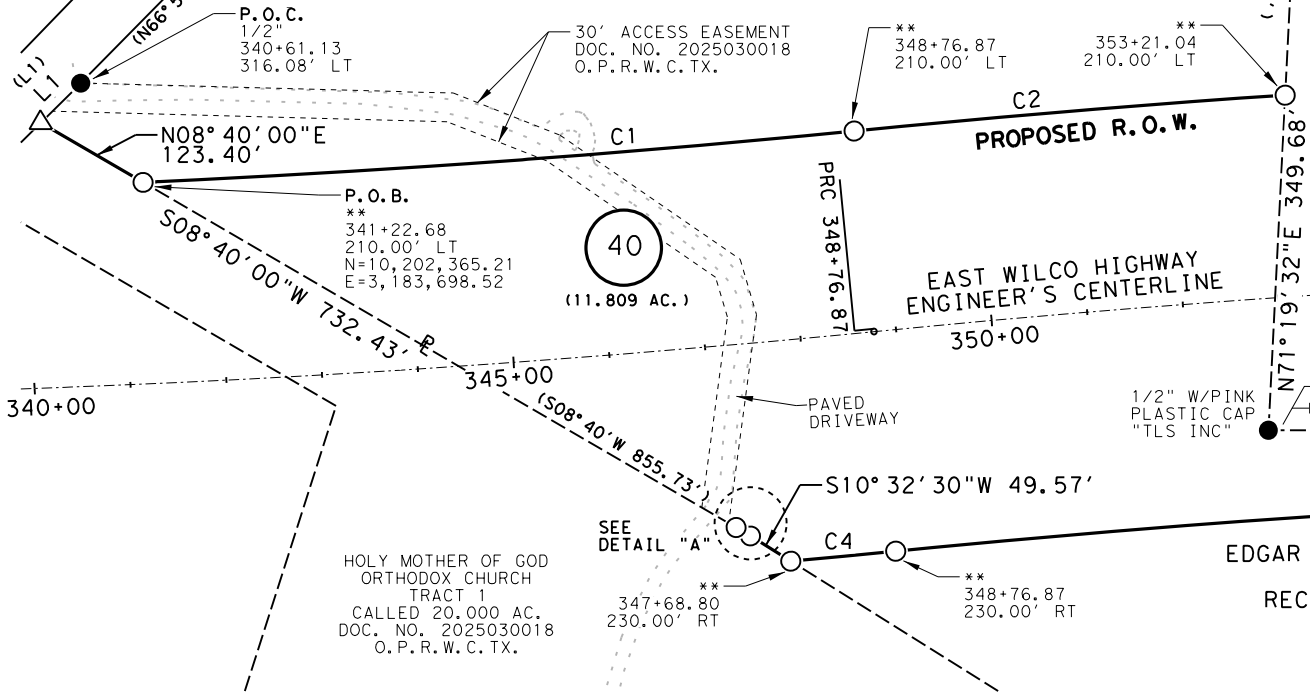 (N66°5
P.O.C.
1/2"
340+61.13
316.08' LT
(L1)
L1
30' ACCESS EASEMENT
DOC. NO. 2025030018
O.P.R.W.C.TX.
**
348+76.87
210.00' LT
**
353+21.04
210.00' LT
C1
C2
PROPOSED R.O.W.
N08°40'00"E
123.40'
P.O.B.
**
341+22.68
210.00' LT
N=10,202,365.21
E=3,183,698.52
S08°40'00"W 732.43'
40
(11.809 AC.)
PRC 348+76.87
EAST WILCO HIGHWAY
ENGINEER'S CENTERLINE
N71°19'32"E 349.68
340+00
345+00
350+00
(S08°40'W 855.73')
PAVED
DRIVEWAY
1/2" W/PINK
PLASTIC CAP
"TLS INC"
S10°32'30"W 49.57'
SEE
DETAIL "A"
C4
**
347+68.80
230.00' RT
**
348+76.87
230.00' RT
HOLY MOTHER OF GOD
ORTHODOX CHURCH
TRACT 1
CALLED 20.000 AC.
DOC. NO. 2025030018
O.P.R.W.C.TX.
EDGAR
REC